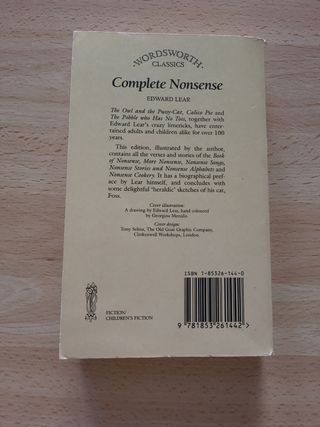 WORDSWORTH
CLASSICS
Complete Nonsense
EDWARD LEAR
The Owl and the Pussy-Cat, Calico Pie and
The Pobble who Has No Toes, together with
Edward Lear's crazy limericks, have enter-
tained adults and children alike for over 100
years.
This edition, illustrated by the author,
contains all the verses and stories of the Book
of Nonsense, More Nonsense, Nonsense Songs,
Nonsense Stories and Nonsense Alphabets and
Nonsense Cookery. It has a biographical pref-
ace by Lear himself, and concludes with
some delightful 'heraldic' sketches of his cat,
Foss.
Cover illustration:
A drawing by Edward Lear, hand coloured
by Georgina
Cover design:
Tony Selina, The Old Goat Graphic Company,
Clerkenwell Workshops, London.
ISBN 1-85326-144-0
9 781853 261442 >
FICTION:
CHILDREN'S FICTION